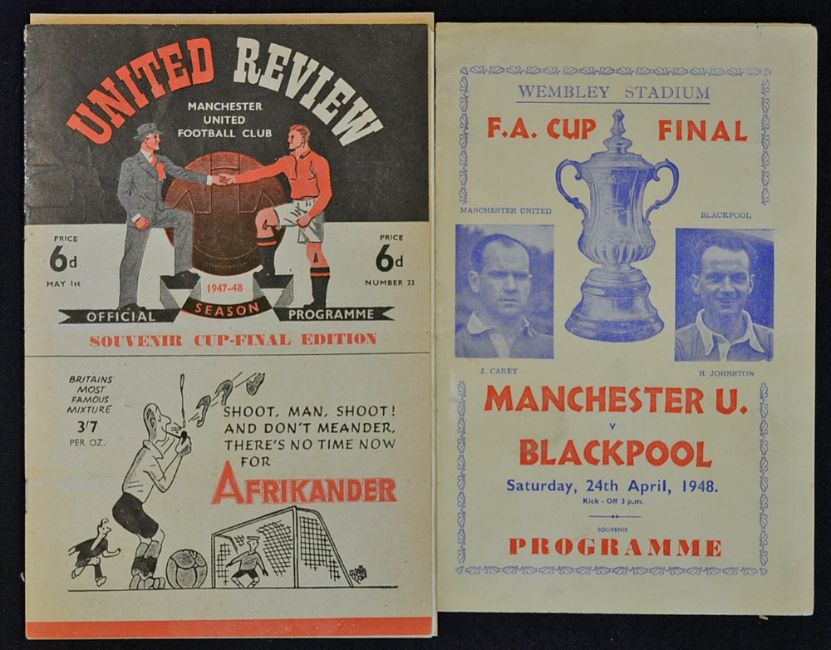 UNITED REVIEW
MANCHESTER
UNITED
FOOTBALL CLUB
PRICE
6d
MAY 1st
PRICE
6d
NUMBER 23
1947-48
OFFICIAL SEASON PROGRAMME
SOUVENIR CUP-FINAL EDITION
BRITAINS
MOST
FAMOUS
MIXTURE
3'7
PER OZ.
SHOOT, MAN, SHOOT!
AND DON'T MEANDER,
THERE'S NO TIME NOW
FOR
AFRIKANDER
WEMBLEY STADIUM
F.A. CUP FINAL
MANCHESTER UNITED
BLACKPOOL
J. CAREY
H. JOHNSTON
MANCHESTER U.
v
BLACKPOOL
Saturday, 24th April, 1948.
Kick - Off 3 p.m.
SOUVENIR
PROGRAMME